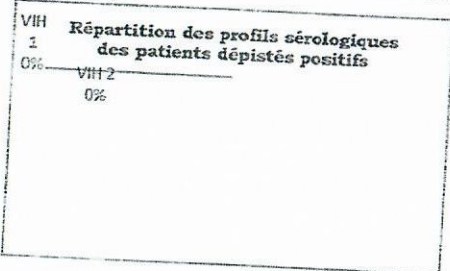 VIH
1
0%
Répartition des profils sérologiques
des patients dépistés positifs
VIH 2
0%